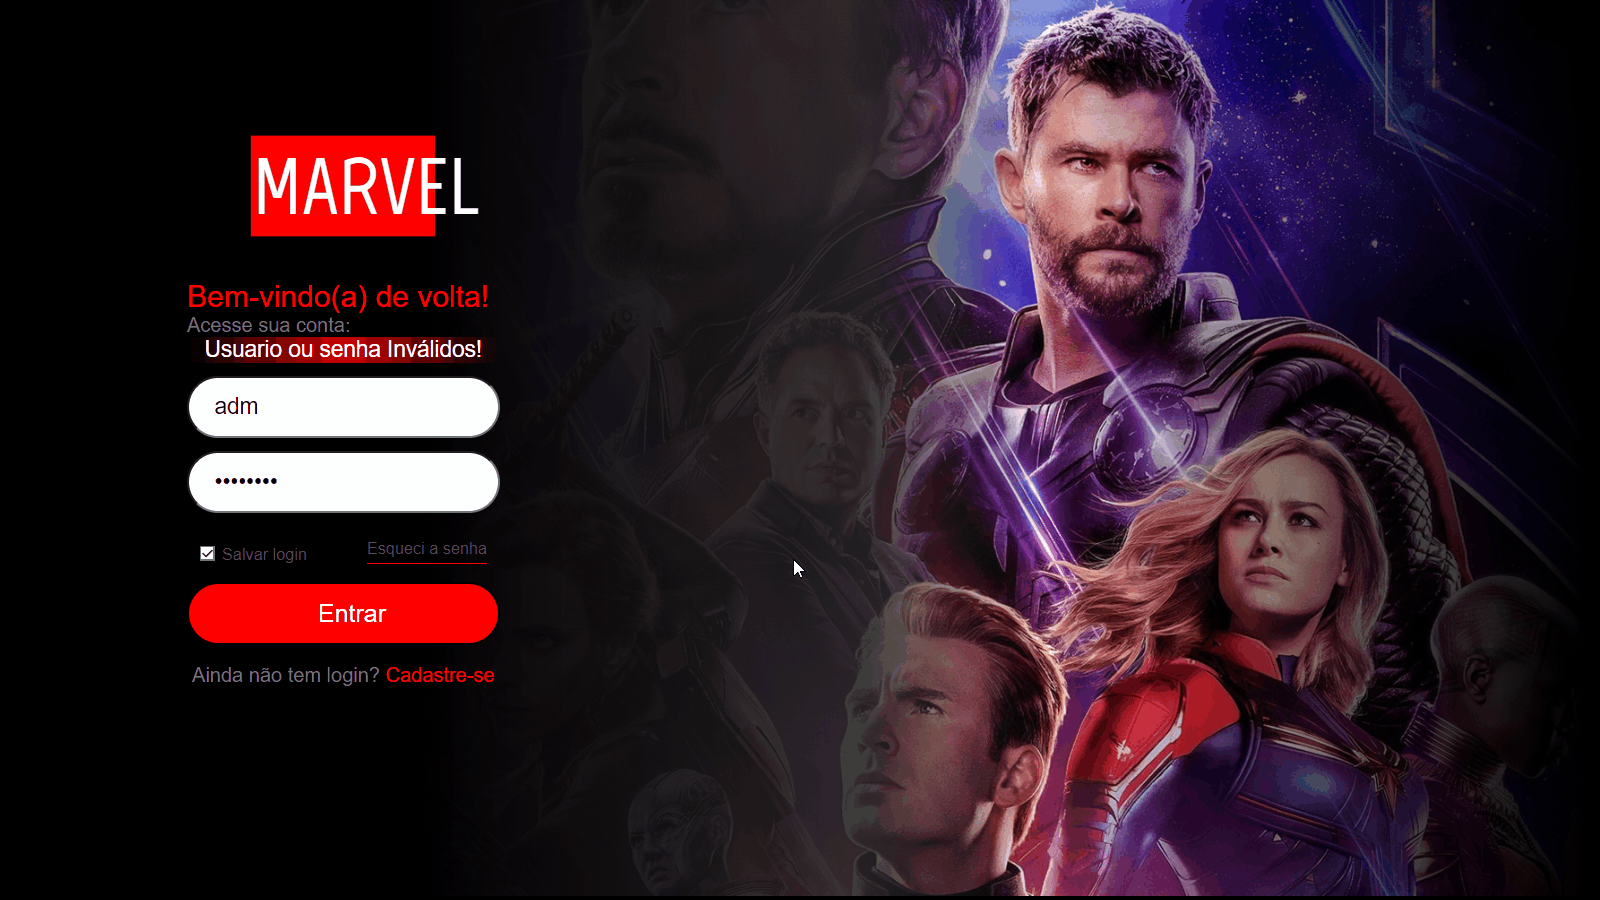 MARVEL
Bem-vindo(a) de volta!
Acesse sua conta:
Usuario ou senha Inválidos!
adm
••••••••
Salvar login
Esqueci a senha
Entrar
Ainda não tem login? Cadastre-se